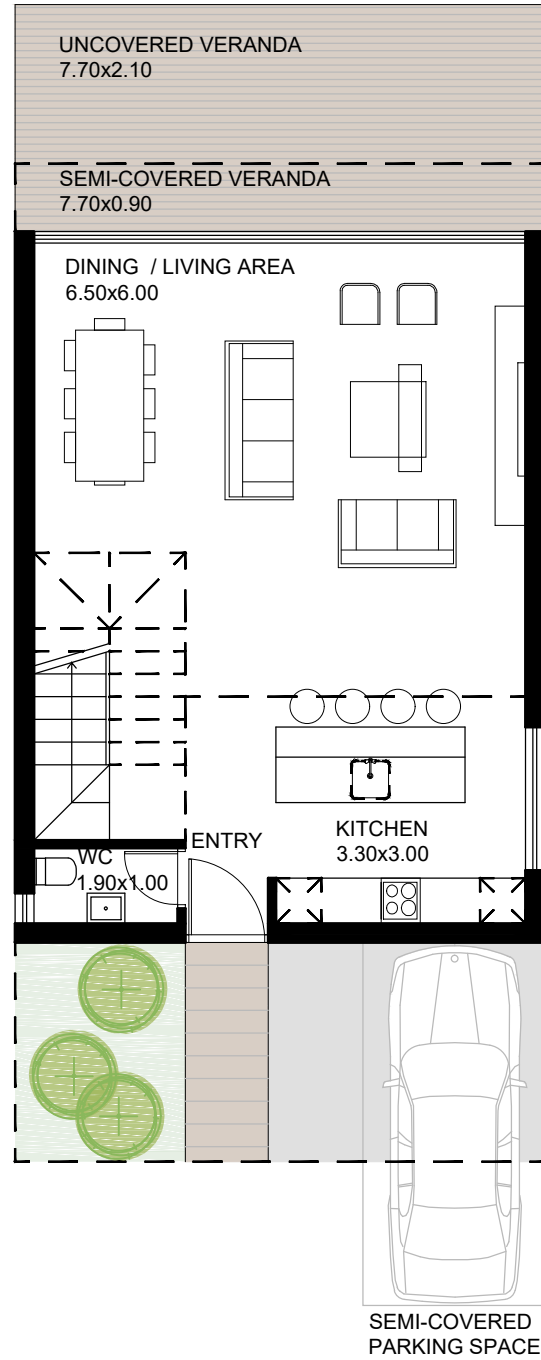 UNCOVERED VERANDA
7.70x2.10
SEMI-COVERED VERANDA
7.70x0.90
DINING / LIVING AREA
6.50x6.00
ENTRY
KITCHEN
3.30x3.00
WC
1.90x1.00
SEMI-COVERED
PARKING SPACE